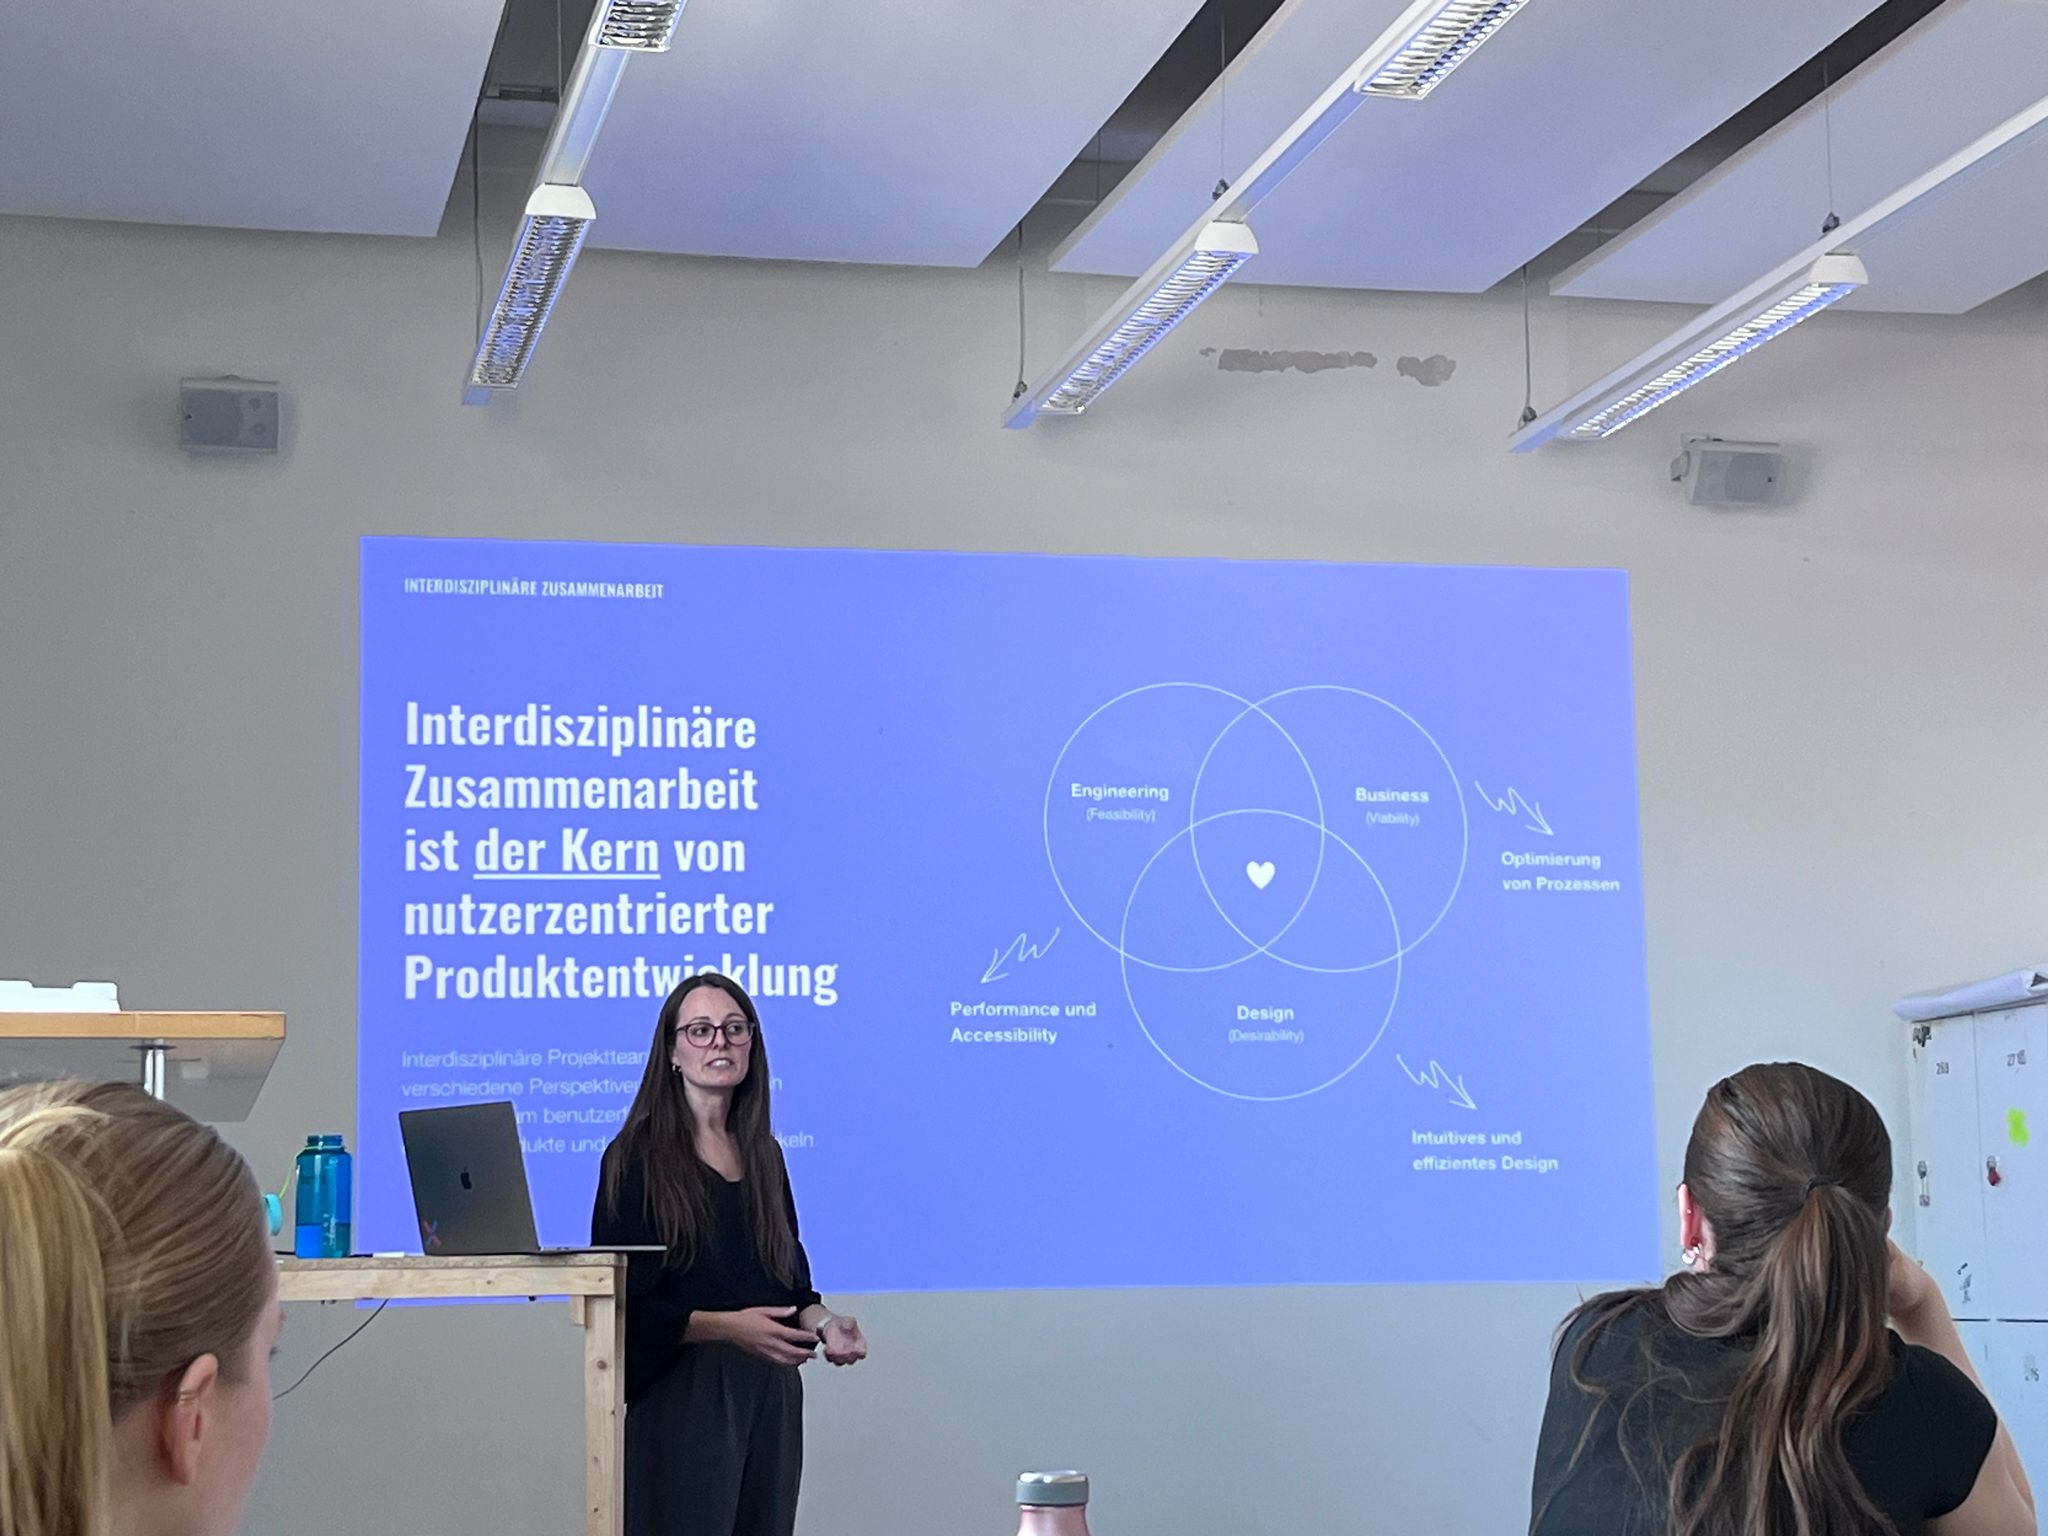 INTERDISZIPLINÄRE ZUSAMMENARBEIT
Interdisziplinäre
Zusammenarbeit
ist der Kern von
nutzerzentrierter
Produktentwicklung
Interdisziplinäre
verschiedene
und
Engineering
(Feasibility)
Business
(Viability)
Optimierung
von Prozessen
Performance und
Accessibility
Design
(Desirability)
Intuitives und
effizientes Design